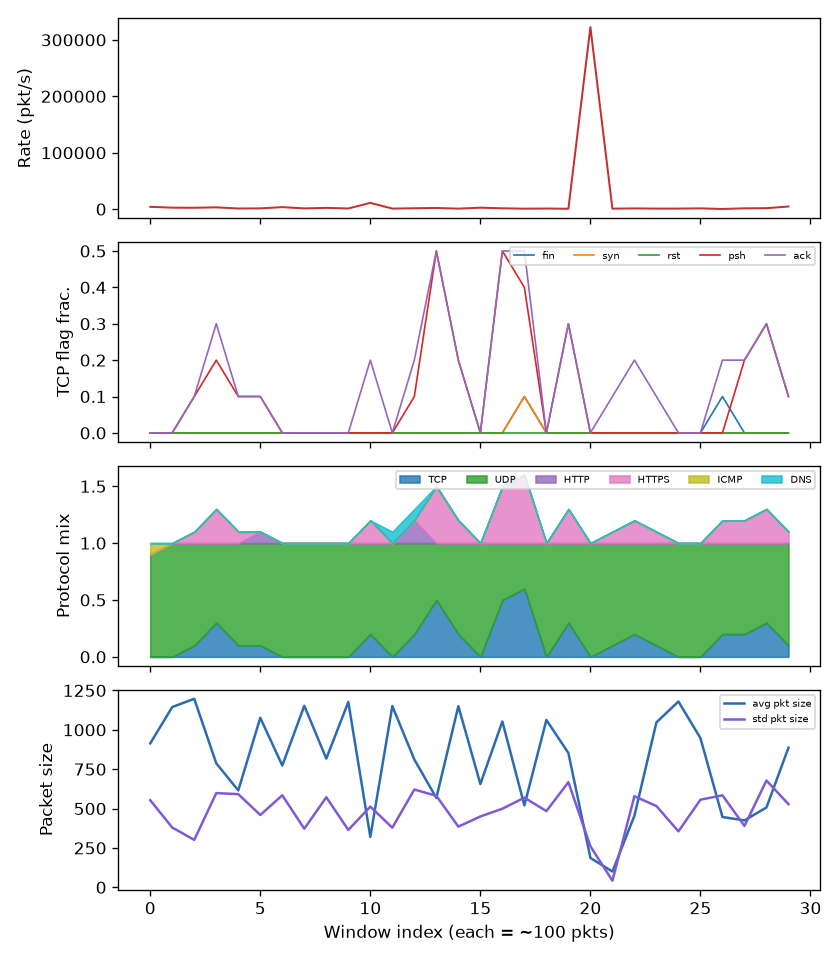 300000
200000
100000
0
Rate (pkt/s)
0.5
0.4
0.3
0.2
0.1
0.0
TCP flag frac.
fin syn rst psh ack
1.5
1.0
0.5
0.0
Protocol mix
TCP UDP HTTP HTTPS ICMP DNS
1250
1000
750
500
250
0
Packet size
avg pkt size
std pkt size
0 5 10 15 20 25 30
Window index (each = ~100 pkts)